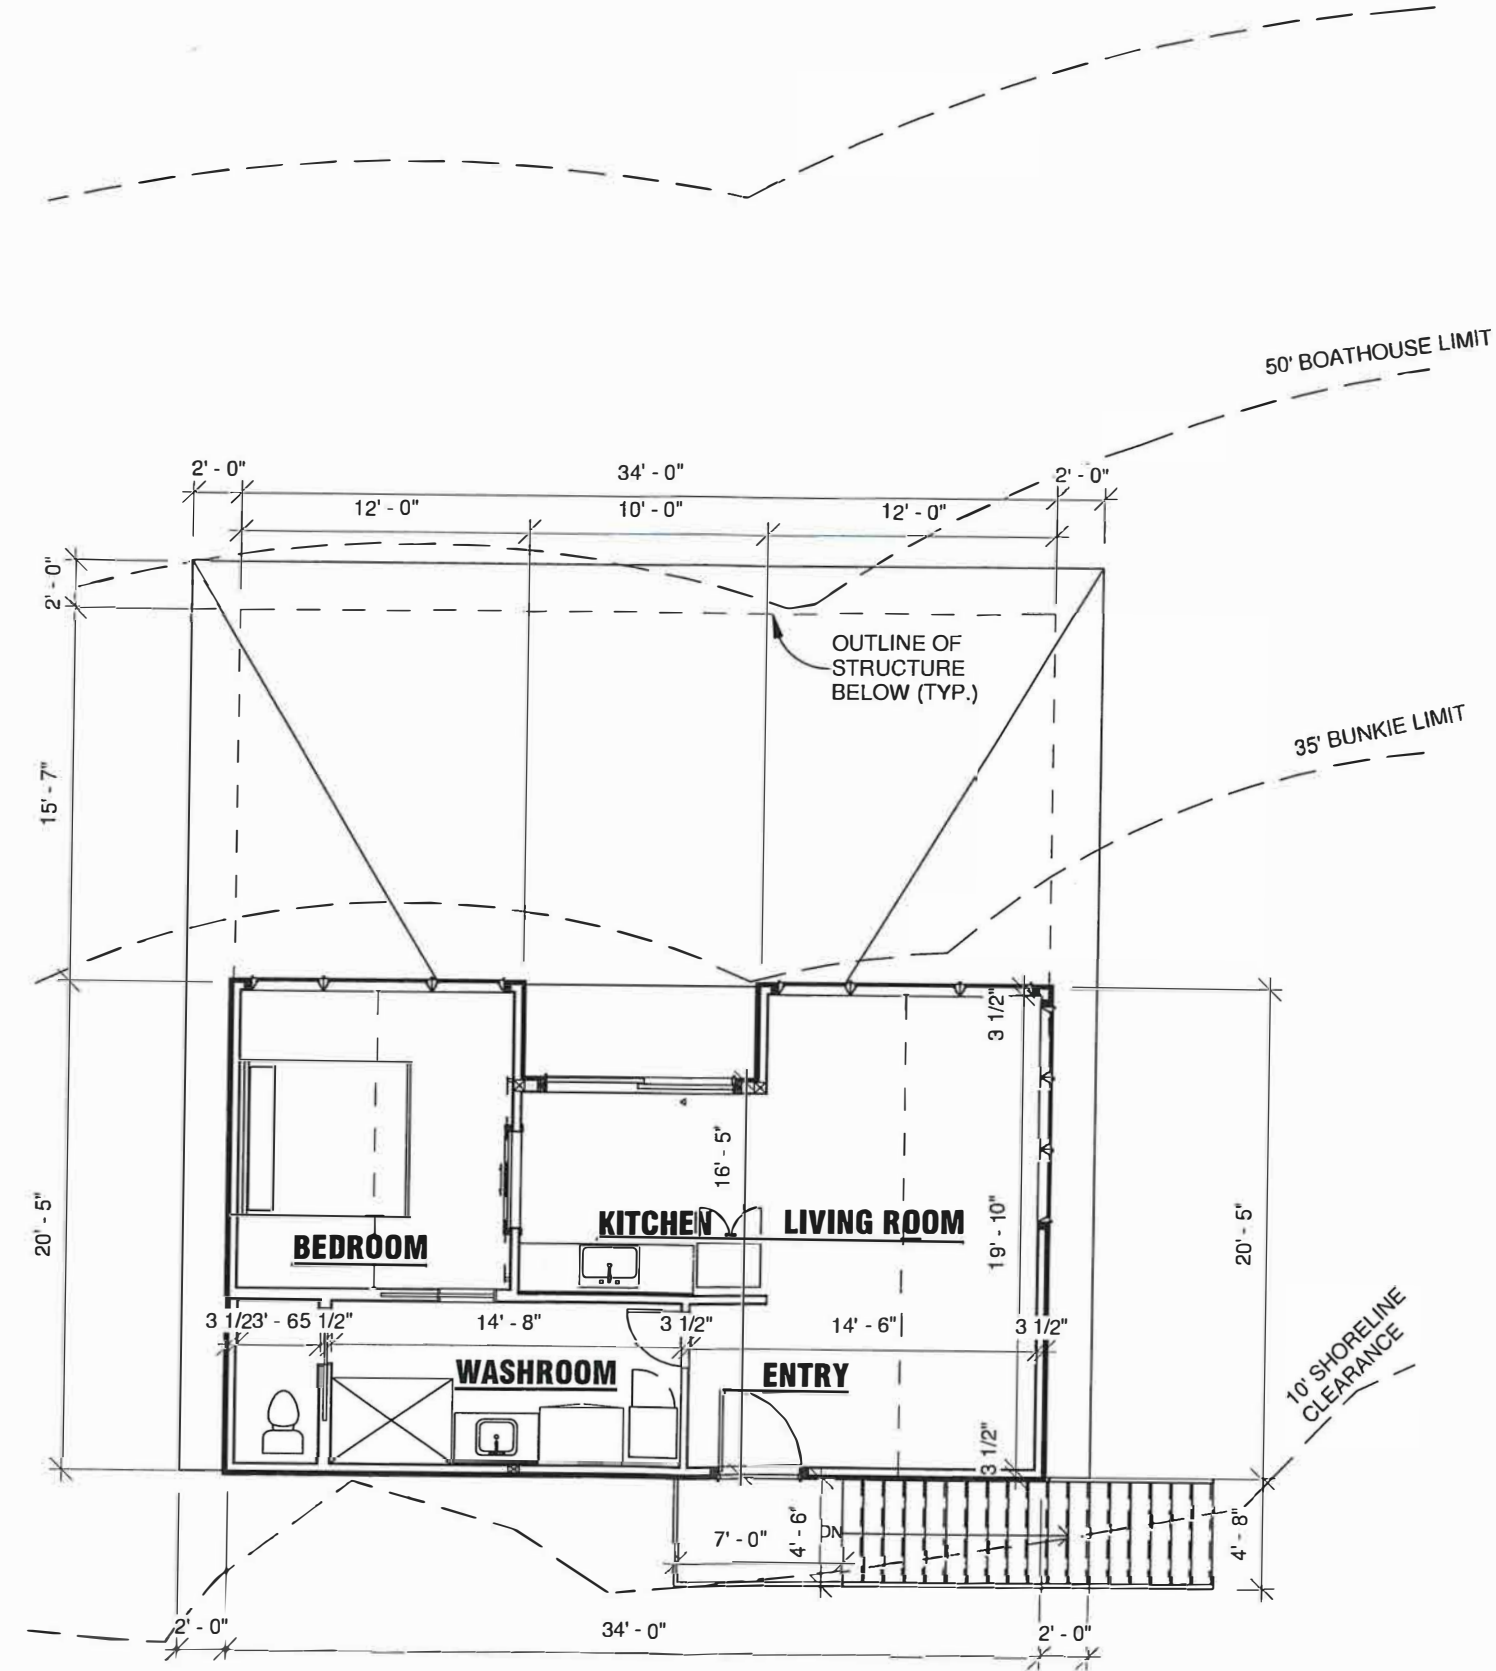 50' BOATHOUSE LIMIT
2' - 0"
34' - 0"
2' - 0"
12' - 0"
10' - 0"
12' - 0"
2' - 0"
OUTLINE OF
STRUCTURE
BELOW (TYP.)
35' BUNKIE LIMIT
15' - 7"
3 1/2"
16' - 5"
20' - 5"
KITCHEN
LIVING ROOM
19' - 10"
20' - 5"
BEDROOM
3 1/23' - 65 1/2"
14' - 8"
3 1/2"
14' - 6"
3 1/2"
10' SHORELINE
CLEARANCE
WASHROOM
ENTRY
3 1/2"
7' - 0"
4' - 6"
DN
4' - 8"
2' - 0"
34' - 0"
2' - 0"